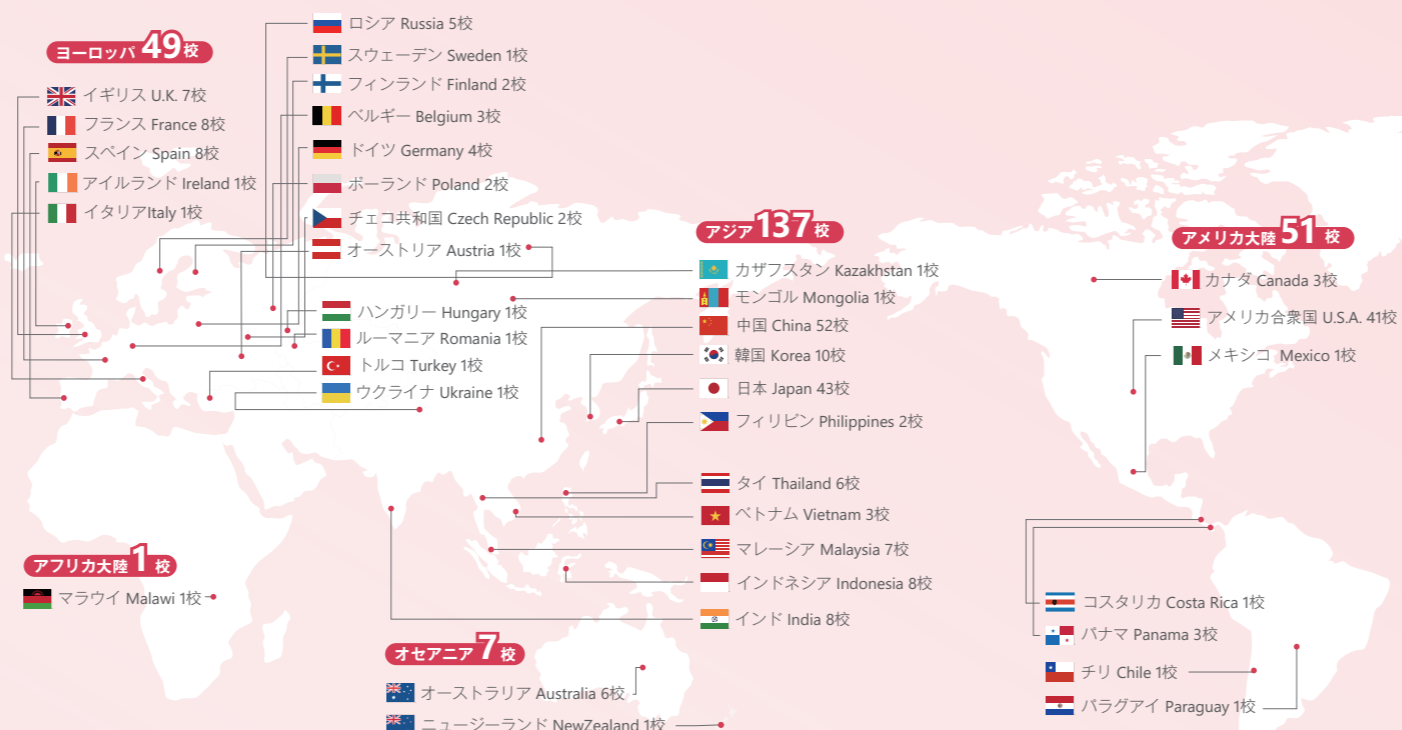 ヨーロッパ 49校
イギリス U.K. 7校
フランス France 8校
スペイン Spain 8校
アイルランド Ireland 1校
イタリアItaly 1校
ロシア Russia 5校
スウェーデン Sweden 1校
フィンランド Finland 2校
ベルギー Belgium 3校
ドイツ Germany 4校
ポーランド Poland 2校
チェコ共和国 Czech Republic 2校
オーストリア Austria 1校
ハンガリー Hungary 1校
ルーマニア Romania 1校
トルコ Turkey 1校
ウクライナ Ukraine 1校
アジア 137校
カザフスタン Kazakhstan 1校
モンゴル Mongolia 1校
中国 China 52校
韓国 Korea 10校
日本 Japan 43校
フィリピン Philippines 2校
タイ Thailand 6校
ベトナム Vietnam 3校
マレーシア Malaysia 7校
インドネシア Indonesia 8校
インド India 8校
アメリカ大陸 51校
カナダ Canada 3校
アメリカ合衆国 U.S.A. 41校
メキシコ Mexico 1校
コスタリカ Costa Rica 1校
パナマ Panama 3校
チリ Chile 1校
パラグアイ Paraguay 1校
アフリカ大陸 1校
マラウイ Malawi 1校
オセアニア 7校
オーストラリア Australia 6校
ニュージーランド NewZealand 1校